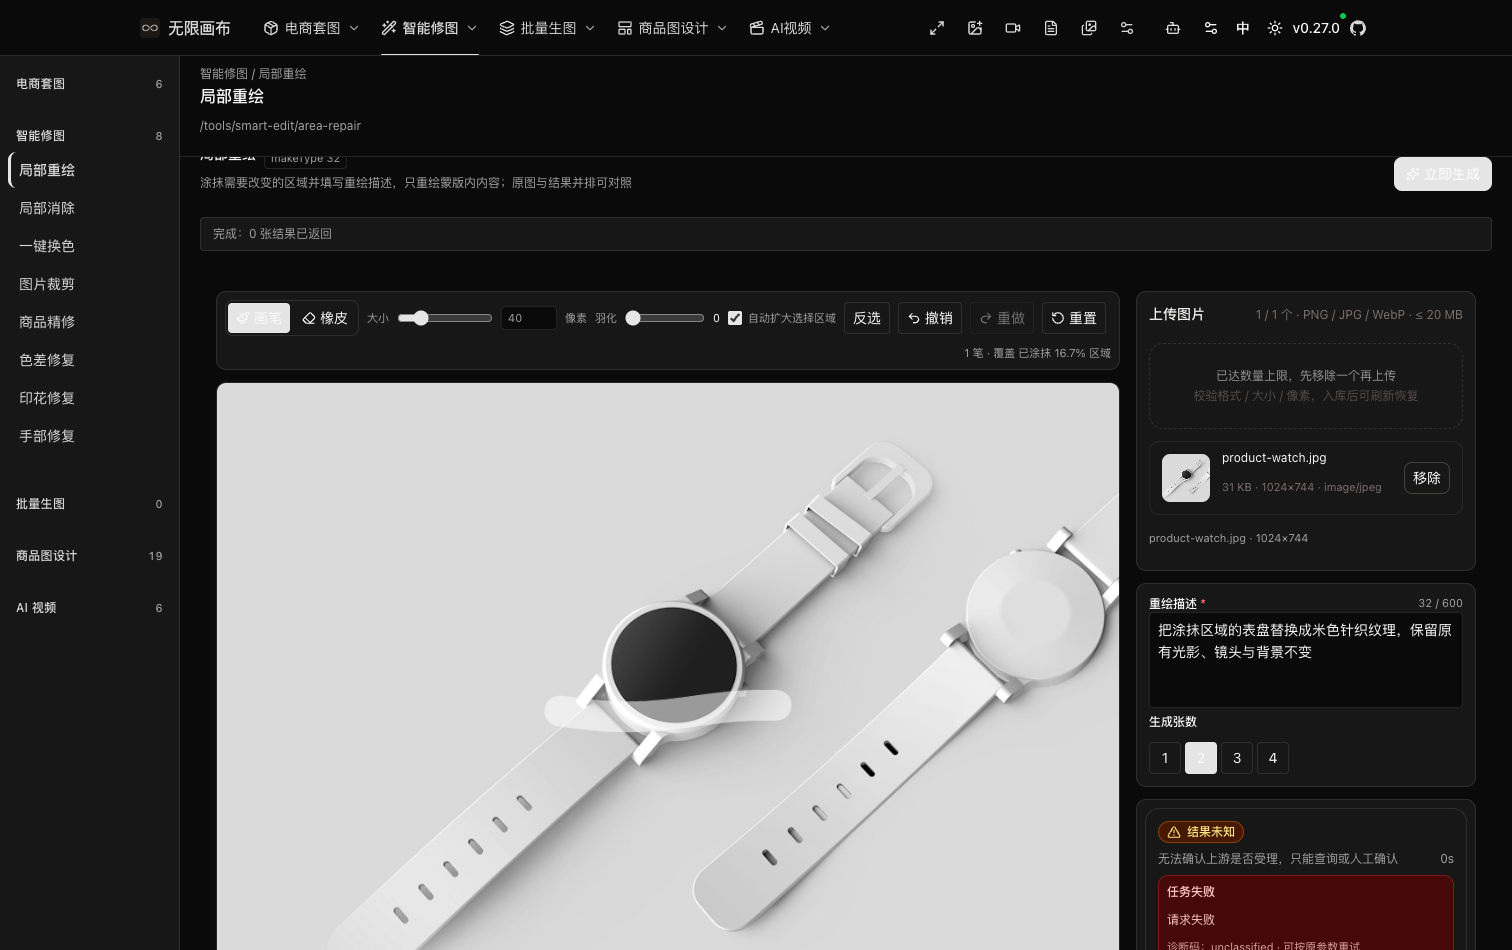 无限画布
电商套图
智能修图
批量生图
商品图设计
AI视频
中
v0.27.0
电商套图 6
智能修图 8
局部重绘
局部消除
一键换色
图片裁剪
商品精修
色差修复
印花修复
手部修复
批量生图 0
商品图设计 19
AI 视频 6
智能修图 / 局部重绘
局部重绘
/tools/smart-edit/area-repair
局部重绘 makeType 32
涂抹需要改变的区域并填写重绘描述，只重绘蒙版内内容；原图与结果并排可对照
立即生成
完成：0 张结果已返回
画笔 橡皮 大小 40 像素 羽化 0 自动扩大选择区域 反选 撤销 重做 重置
1 笔 · 覆盖 已涂抹 16.7% 区域
上传图片 1 / 1 个 · PNG / JPG / WebP · ≤ 20 MB
已达数量上限，先移除一个再上传
校验格式 / 大小 / 像素，入库后可刷新恢复
product-watch.jpg
31 KB · 1024×744 · image/jpeg
移除
product-watch.jpg · 1024×744
重绘描述 * 32 / 600
把涂抹区域的表盘替换成米色针织纹理，保留原
有光影、镜头与背景不变
生成张数
1 2 3 4
结果未知
无法确认上游是否受理，只能查询或人工确认 0s
任务失败
请求失败
诊断码：unclassified · 可按原参数重试